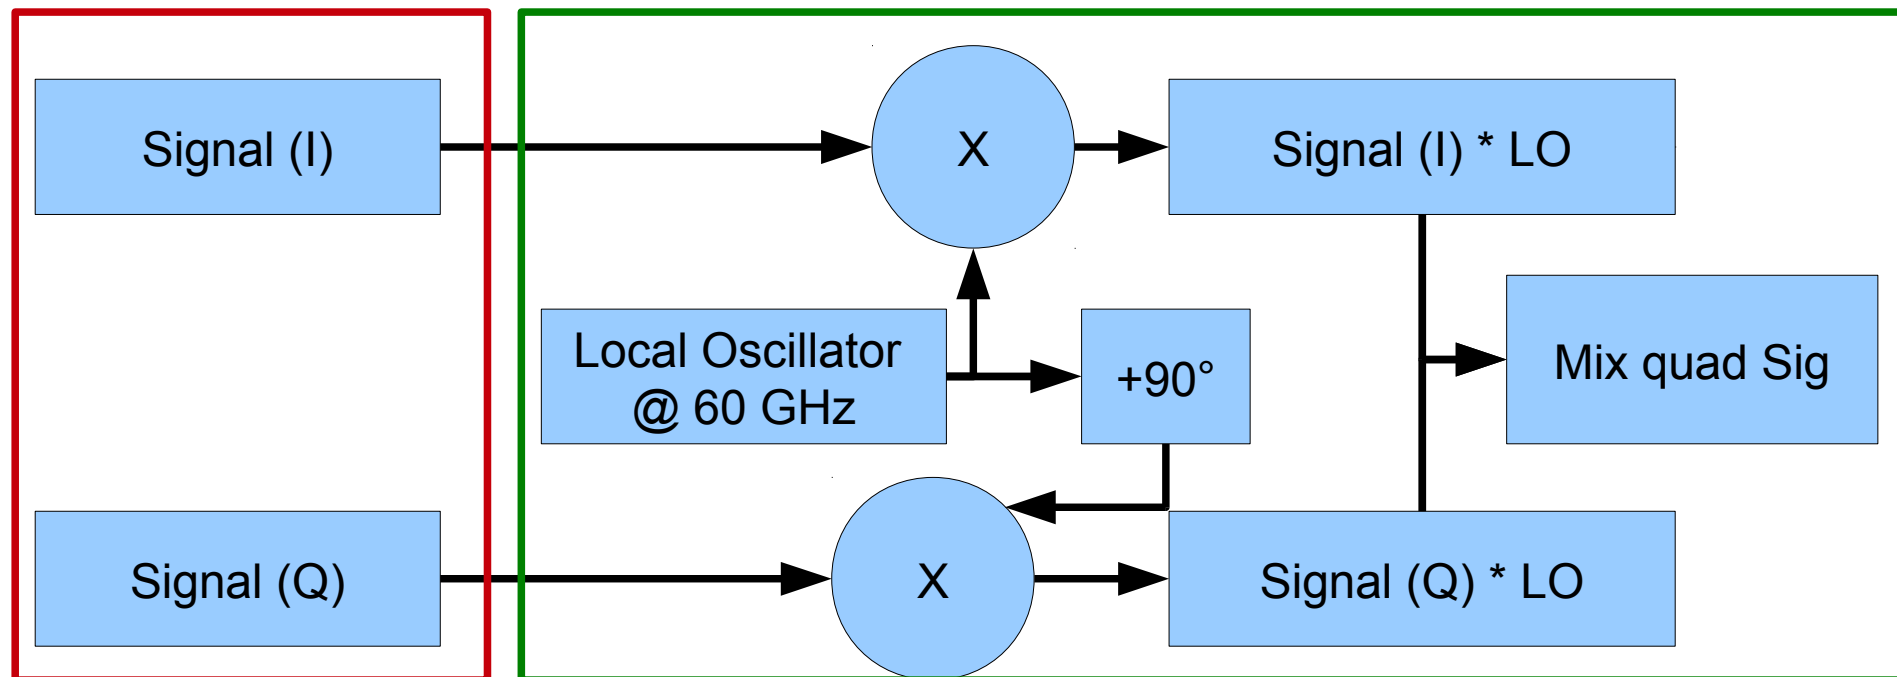 Signal (I)
X
Signal (I) * LO
Local Oscillator
@ 60 GHz
+90°
Mix quad Sig
Signal (Q)
X
Signal (Q) * LO